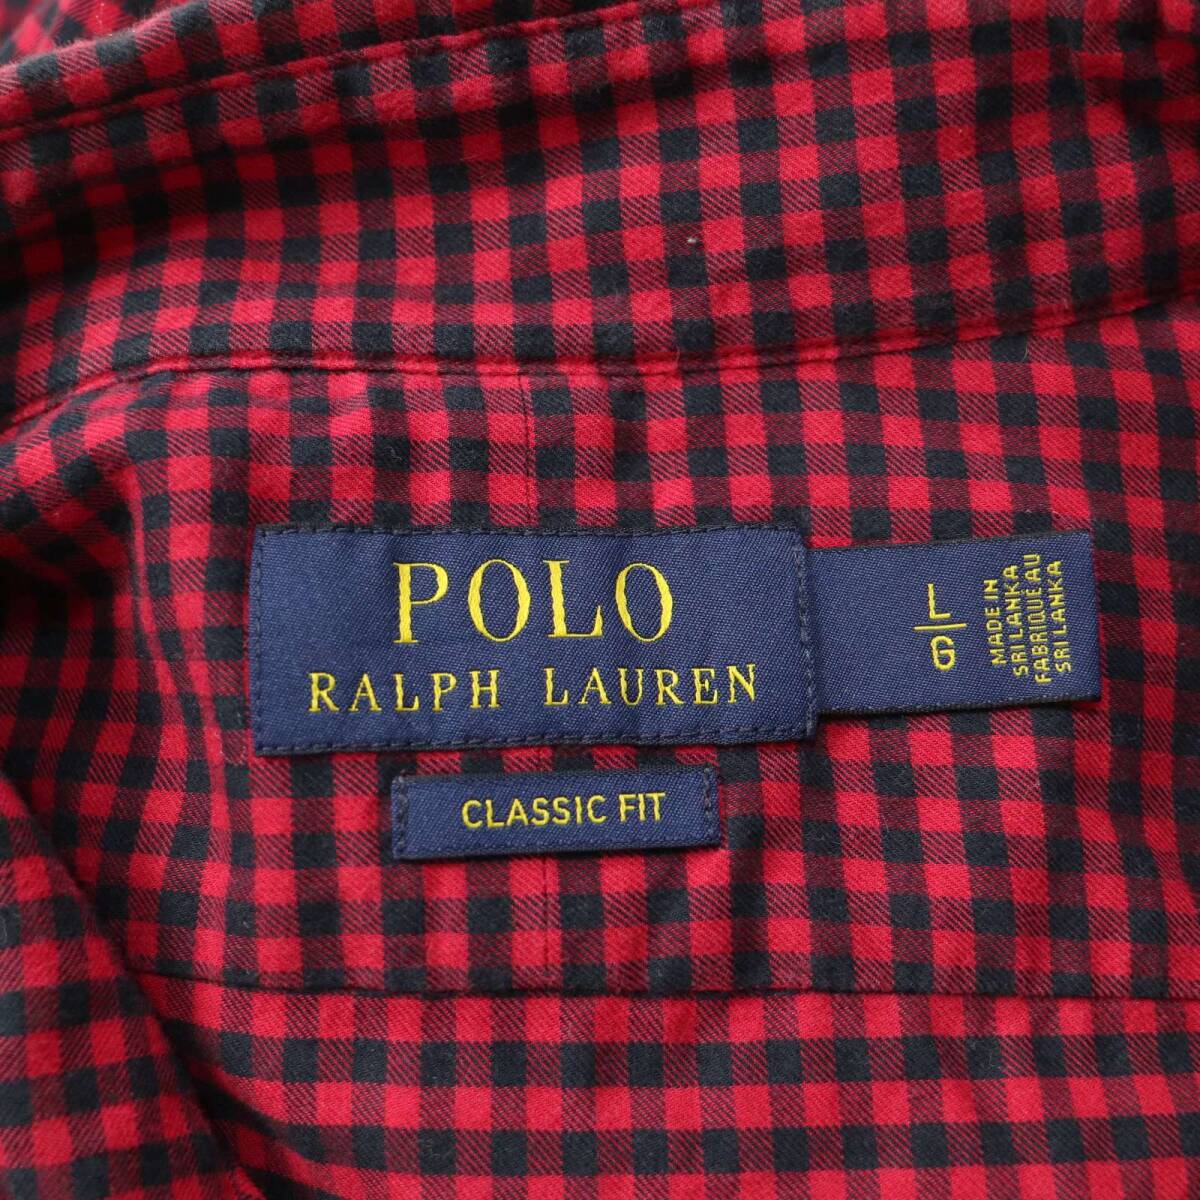 POLO
RALPH LAUREN
L
G
MADE IN
SRI LANKA
FABRIQUÉ AU
SRI LANKA
CLASSIC FIT